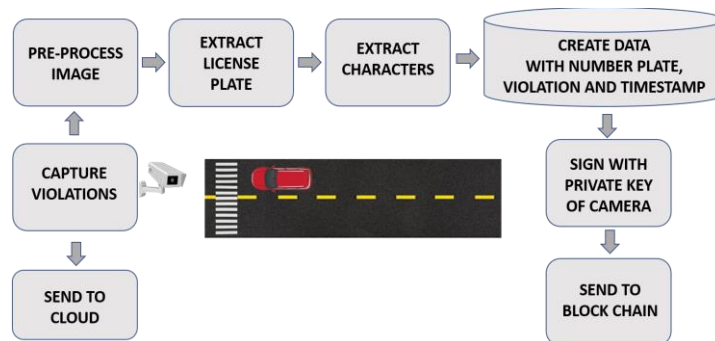 PRE-PROCESS
IMAGE
EXTRACT
LICENSE
PLATE
EXTRACT
CHARACTERS
CREATE DATA
WITH NUMBER PLATE,
VIOLATION AND TIMESTAMP
CAPTURE
VIOLATIONS
SIGN WITH
PRIVATE KEY
OF CAMERA
SEND TO
CLOUD
SEND TO
BLOCK CHAIN